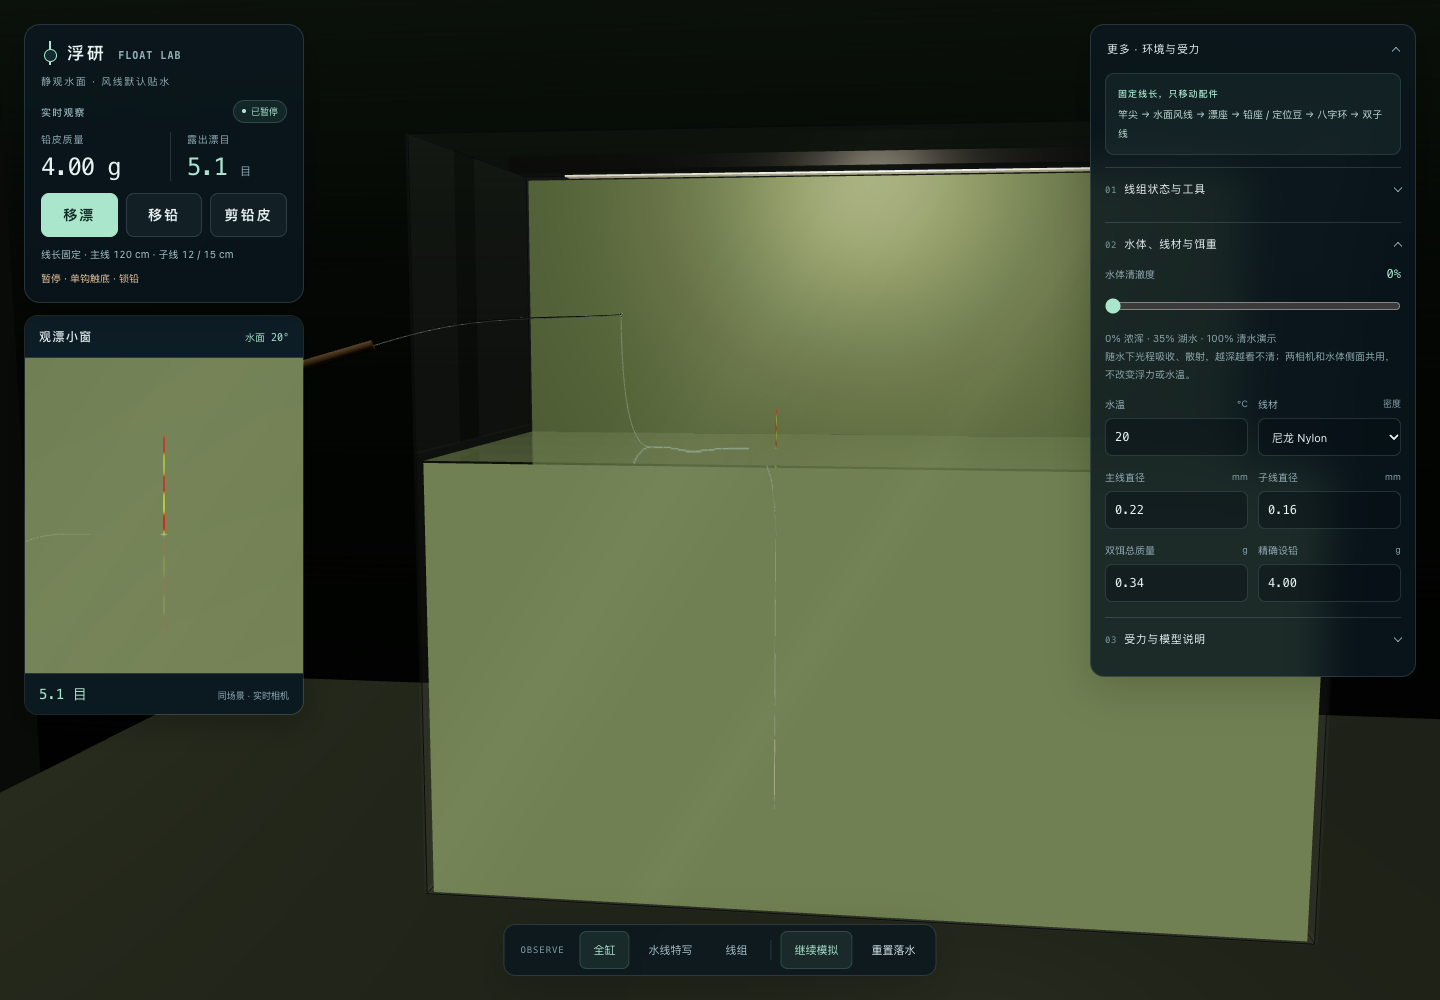 浮研 FLOAT LAB
静观水面 · 风线默认贴水
实时观察
已暂停
铅皮质量
露出漂目
4.00 g
5.1 目
移漂
移铅
剪铅皮
线长固定 · 主线 120 cm · 子线 12 / 15 cm
暂停 · 单钩触底 · 锁铅
观漂小窗
水面 20°
5.1 目
同场景 · 实时相机
更多 · 环境与受力
固定线长，只移动配件
竿尖 → 水面风线 → 漂座 → 铅座 / 定位豆 → 八字环 → 双子
线
01 线组状态与工具
02 水体、线材与饵重
水体清澈度
0%
0% 浓浑 · 35% 湖水 · 100% 清水演示
随水下光程吸收、散射，越深越看不清；两相机和水体侧面共用，
不改变浮力或水温。
水温 °C
线材 密度
20
尼龙 Nylon
主线直径 mm
子线直径 mm
0.22
0.16
双饵总质量 g
精确设铅 g
0.34
4.00
03 受力与模型说明
OBSERVE
全缸
水线特写
线组
继续模拟
重置落水